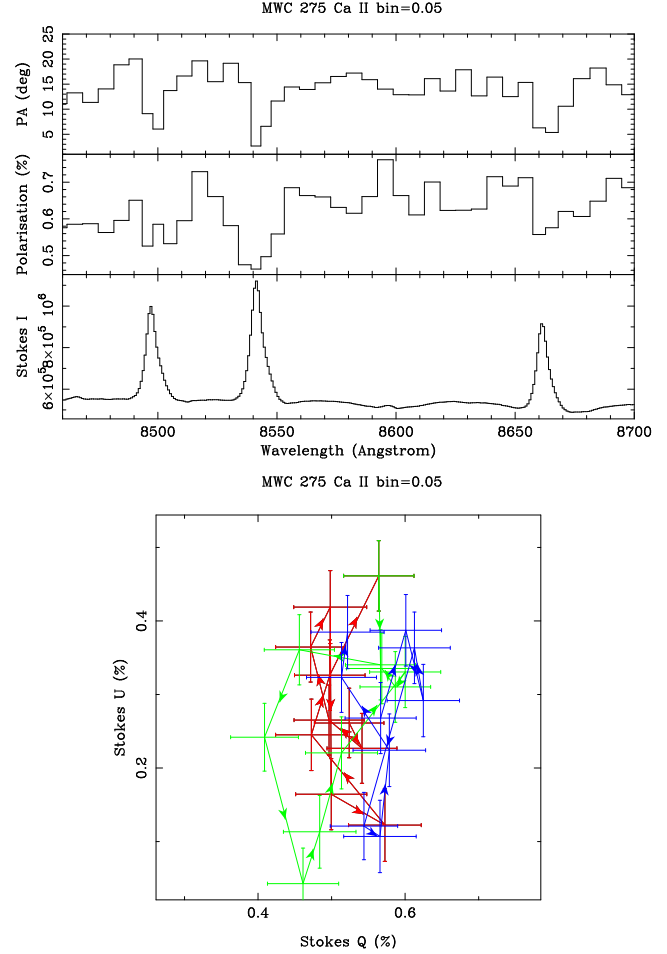 MWC 275 Ca II bin=0.05
PA (deg)
5 10 15 20 25
Polarisation (%)
0.5 0.6 0.7
Stokes I
6×10⁵ 8×10⁵ 10⁶
8500 8550 8600 8650 8700
Wavelength (Angstrom)
MWC 275 Ca II bin=0.05
Stokes U (%)
0.2 0.4
0.4 0.6
Stokes Q (%)